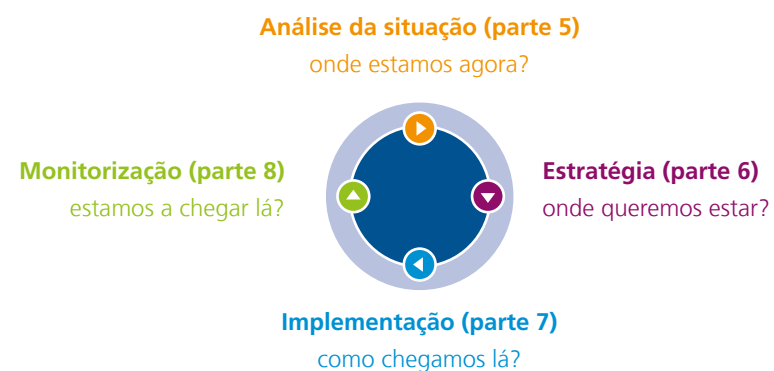 Análise da situação (parte 5)
onde estamos agora?
Monitorização (parte 8)
estamos a chegar lá?
Estratégia (parte 6)
onde queremos estar?
Implementação (parte 7)
como chegamos lá?